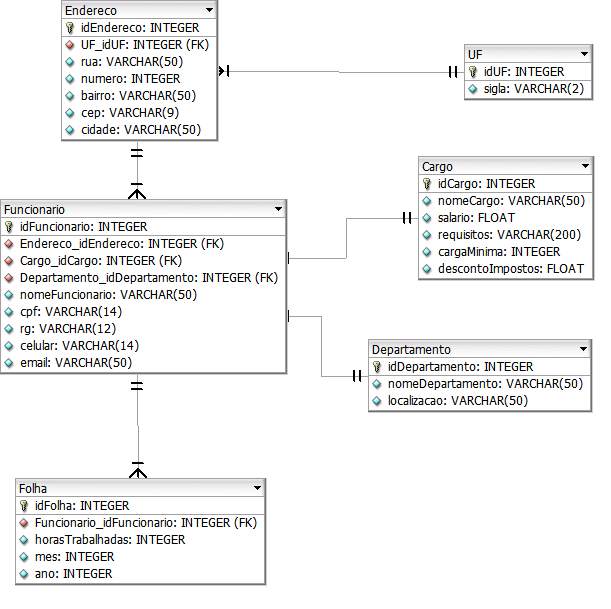 Endereco
idEndereco: INTEGER
UF_idUF: INTEGER (FK)
rua: VARCHAR(50)
numero: INTEGER
bairro: VARCHAR(50)
cep: VARCHAR(9)
cidade: VARCHAR(50)
UF
idUF: INTEGER
sigla: VARCHAR(2)
Cargo
idCargo: INTEGER
nomeCargo: VARCHAR(50)
salario: FLOAT
requisitos: VARCHAR(200)
cargaMinima: INTEGER
descontoImpostos: FLOAT
Funcionario
idFuncionario: INTEGER
Endereco_idEndereco: INTEGER (FK)
Cargo_idCargo: INTEGER (FK)
Departamento_idDepartamento: INTEGER (FK)
nomeFuncionario: VARCHAR(50)
cpf: VARCHAR(14)
rg: VARCHAR(12)
celular: VARCHAR(14)
email: VARCHAR(50)
Departamento
idDepartamento: INTEGER
nomeDepartamento: VARCHAR(50)
localizacao: VARCHAR(50)
Folha
idFolha: INTEGER
Funcionario_idFuncionario: INTEGER (FK)
horasTrabalhadas: INTEGER
mes: INTEGER
ano: INTEGER